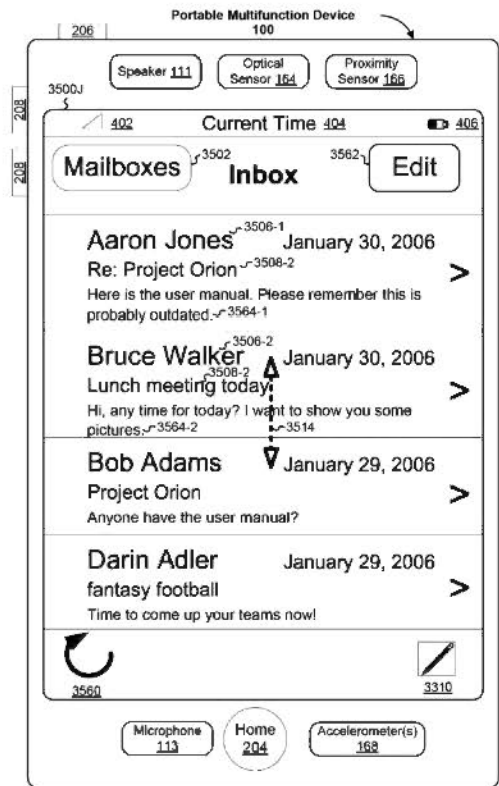 Portable Multifunction Device
206 100
Speaker 111 Optical Sensor 164 Proximity Sensor 166
3500J
208
402 Current Time 404 406
208
Mailboxes 3502 Inbox 3562 Edit
Aaron Jones 3506-1 January 30, 2006
Re: Project Orion 3508-2 >
Here is the user manual. Please remember this is
probably outdated. 3564-1
Bruce Walker 3506-2 January 30, 2006
Lunch meeting today 3508-2 >
Hi, any time for today? I want to show you some
pictures. 3564-2 3514
Bob Adams January 29, 2006
Project Orion >
Anyone have the user manual?
Darin Adler January 29, 2006
fantasy football >
Time to come up your teams now!
3560 3310
Microphone 113 Home 204 Accelerometer(s) 168